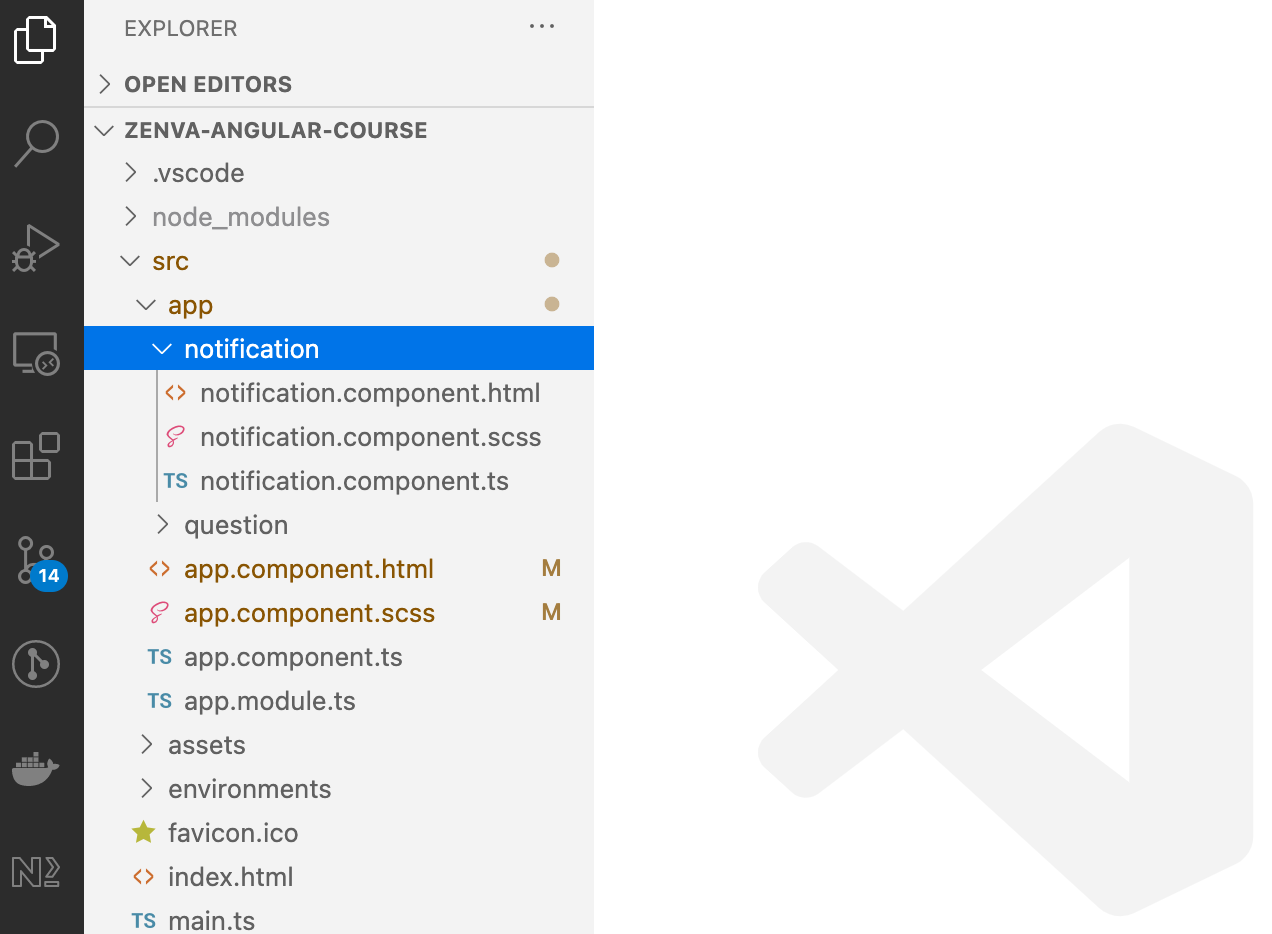 EXPLORER ...
OPEN EDITORS
ZENVA-ANGULAR-COURSE
.vscode
node_modules
src
app
notification
<> notification.component.html
notification.component.scss
TS notification.component.ts
question
<> app.component.html M
app.component.scss M
TS app.component.ts
TS app.module.ts
assets
environments
favicon.ico
<> index.html
TS main.ts
14